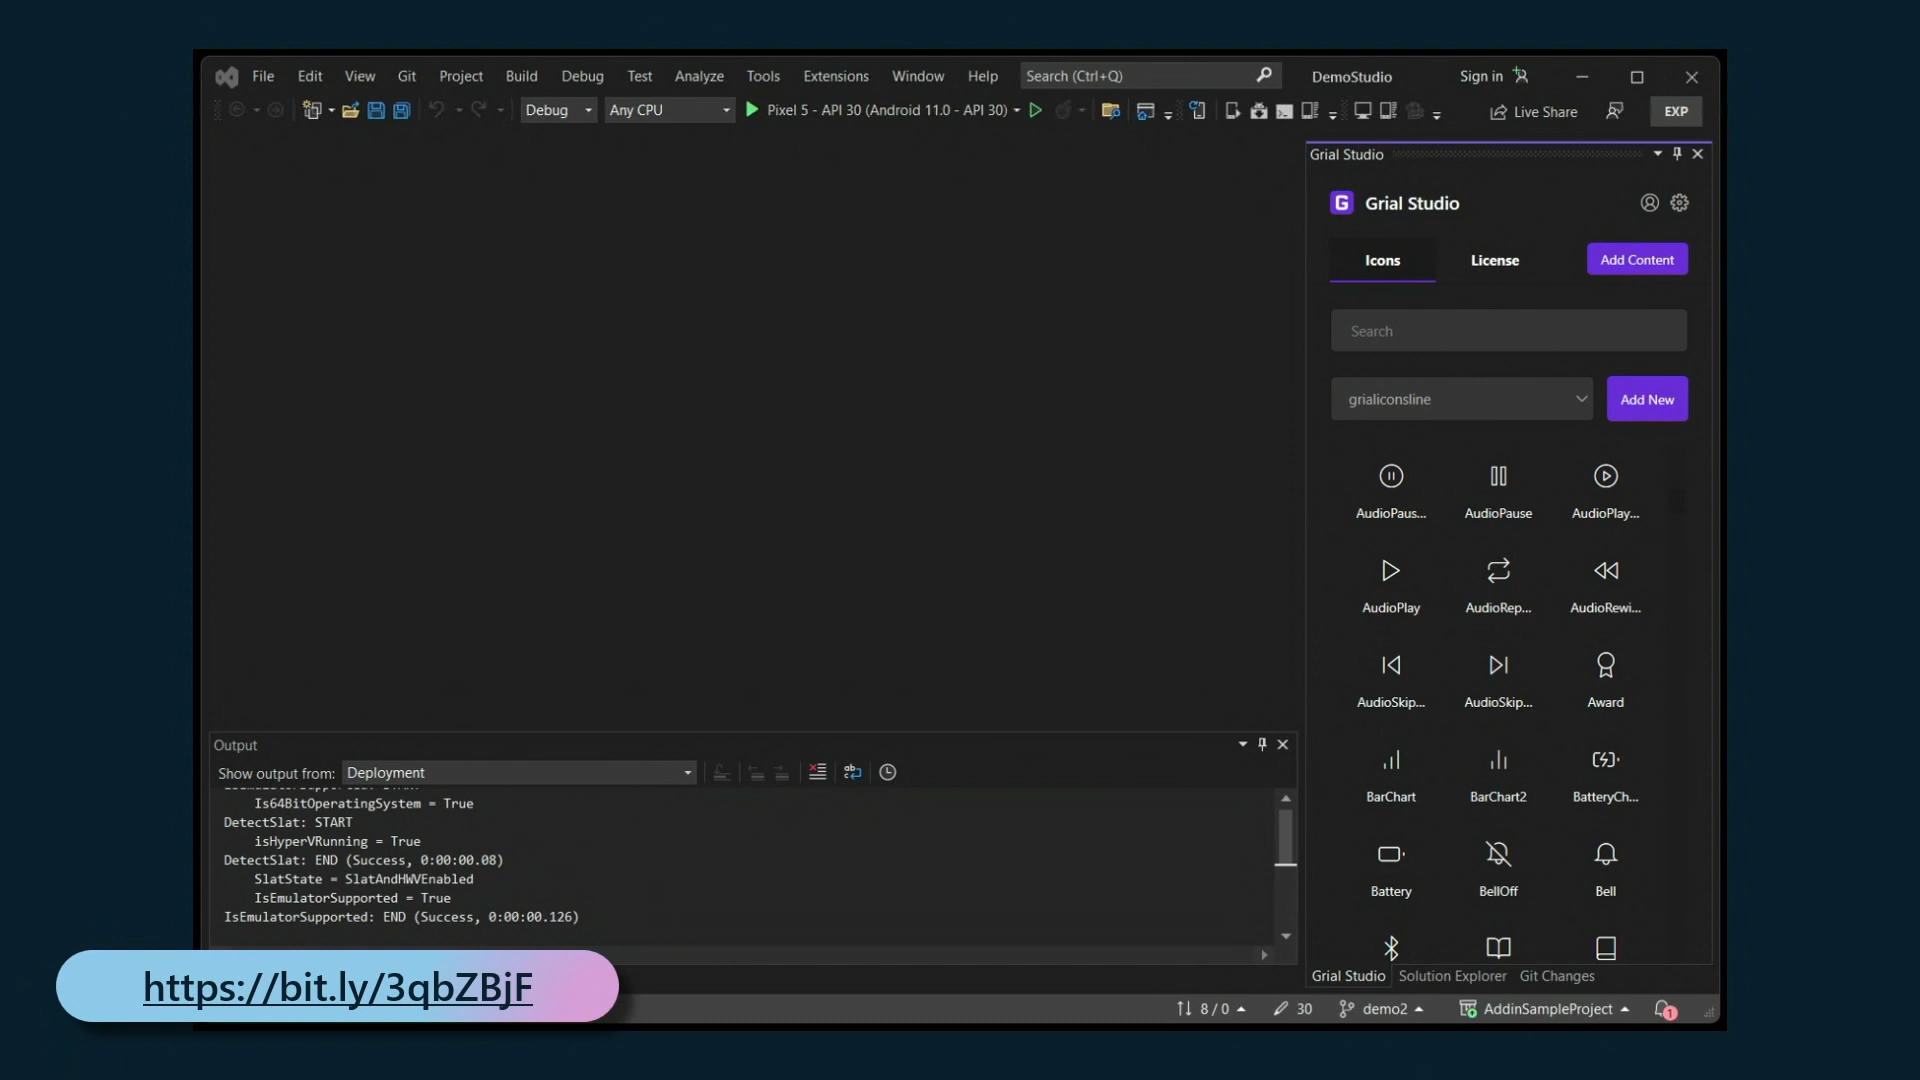 File Edit View Git Project Build Debug Test Analyze Tools Extensions Window Help Search (Ctrl+Q) DemoStudio Sign in
Debug Any CPU Pixel 5 - API 30 (Android 11.0 - API 30) Live Share EXP
Grial Studio
G Grial Studio
Icons License Add Content
Search
grialiconsline Add New
AudioPaus... AudioPause AudioPlay...
AudioPlay AudioRep... AudioRewi...
AudioSkip... AudioSkip... Award
BarChart BarChart2 BatteryCh...
Battery BellOff Bell
Output
Show output from: Deployment
Is64BitOperatingSystem = True
DetectSlat: START
isHyperVRunning = True
DetectSlat: END (Success, 0:00:00.08)
SlatState = SlatAndHWVEnabled
IsEmulatorSupported = True
IsEmulatorSupported: END (Success, 0:00:00.126)
Grial Studio Solution Explorer Git Changes
https://bit.ly/3qbZBjF
8 / 0 30 demo2 AddinSampleProject 1